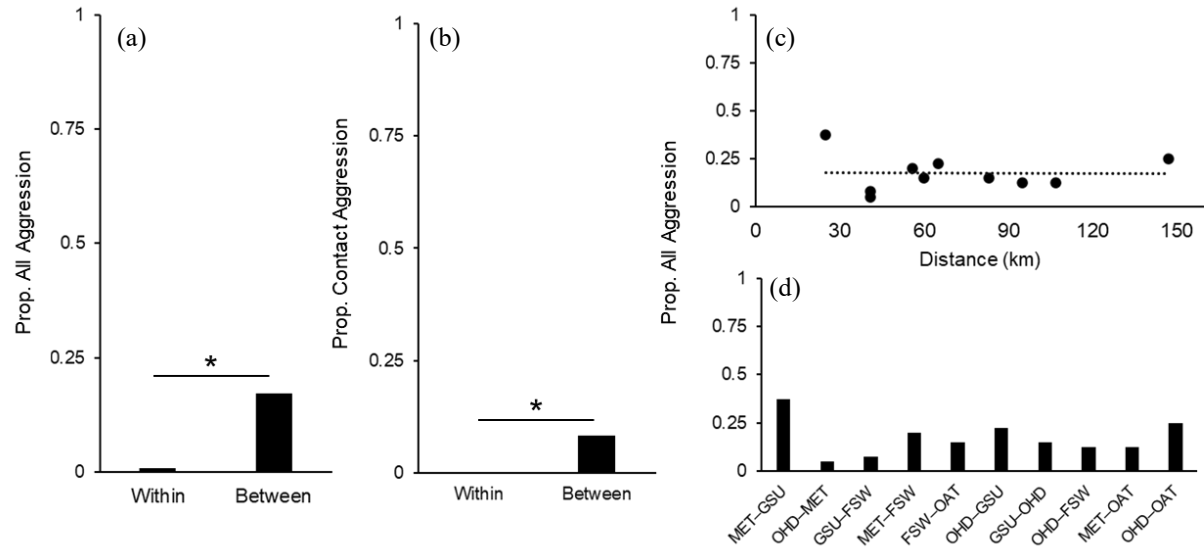 (a)
1
0.75
0.5
0.25
0
Prop. All Aggression
*
Within Between
(b)
1
0.75
0.5
0.25
0
Prop. Contact Aggression
*
Within Between
(c)
1
0.75
0.5
0.25
0
0 30 60 90 120 150
Distance (km)
Prop. All Aggression
(d)
1
0.75
0.5
0.25
0
MET–GSU
OHD–MET
GSU–FSW
MET–FSW
FSW–OAT
OHD–GSU
GSU–OHD
OHD–FSW
MET–OAT
OHD–OAT